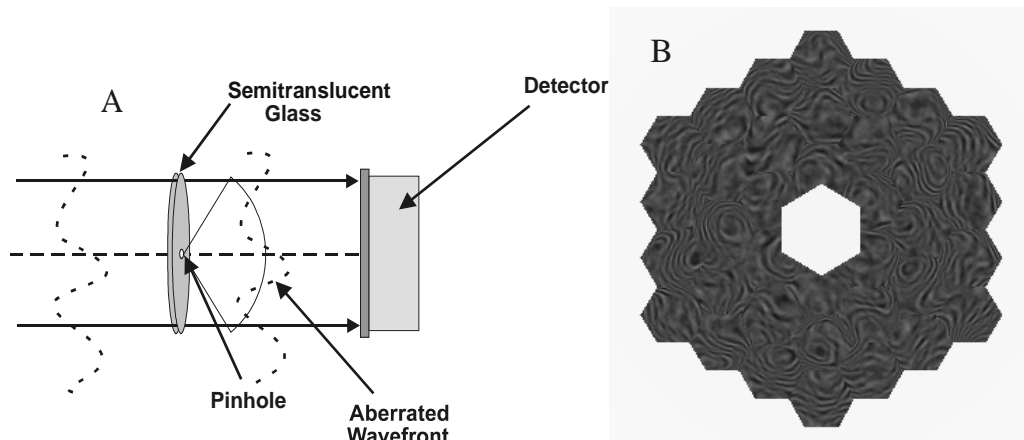 A
Semitranslucent
Glass
Detector
B
Pinhole
Aberrated
Wavefront